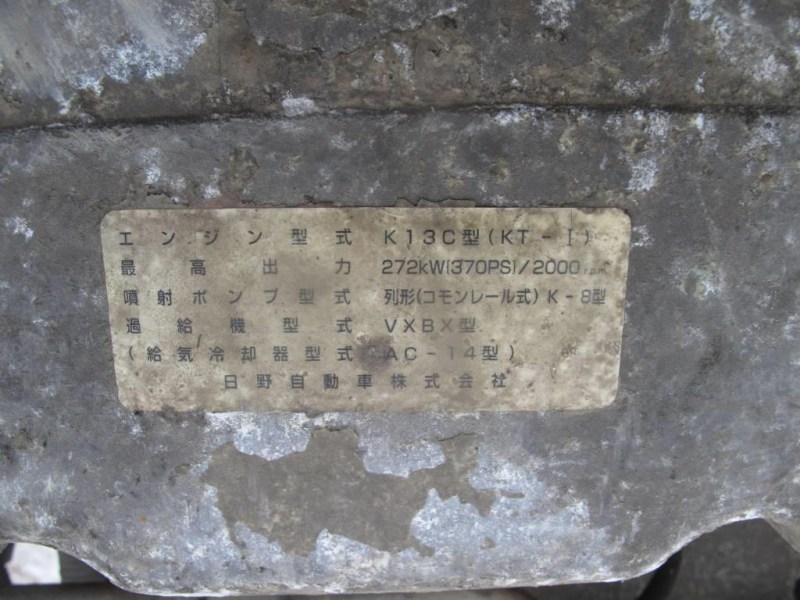 エンジン型式 K13C型(KT-I)
最高出力 272kW(370PS)/2000r.p.m.
噴射ポンプ型式 列形(コモンレール式)K-8型
過給機型式 VXBX型
(給気冷却器型式 AC-14型)
日野自動車株式会社